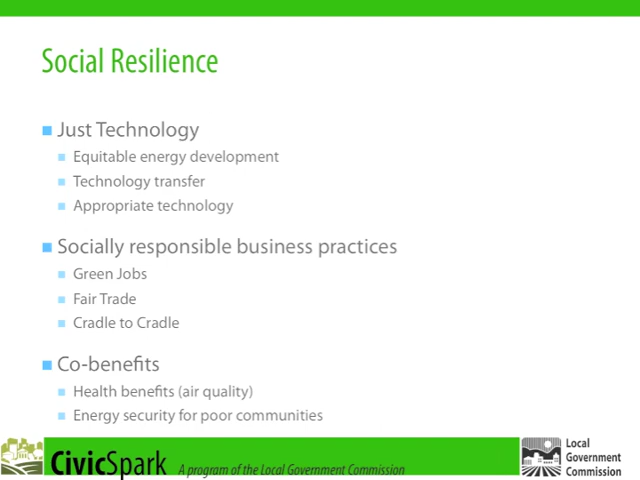 Social Resilience
Just Technology
Equitable energy development
Technology transfer
Appropriate technology
Socially responsible business practices
Green Jobs
Fair Trade
Cradle to Cradle
Co-benefits
Health benefits (air quality)
Energy security for poor communities
CivicSpark A program of the Local Government Commission
Local
Government
Commission